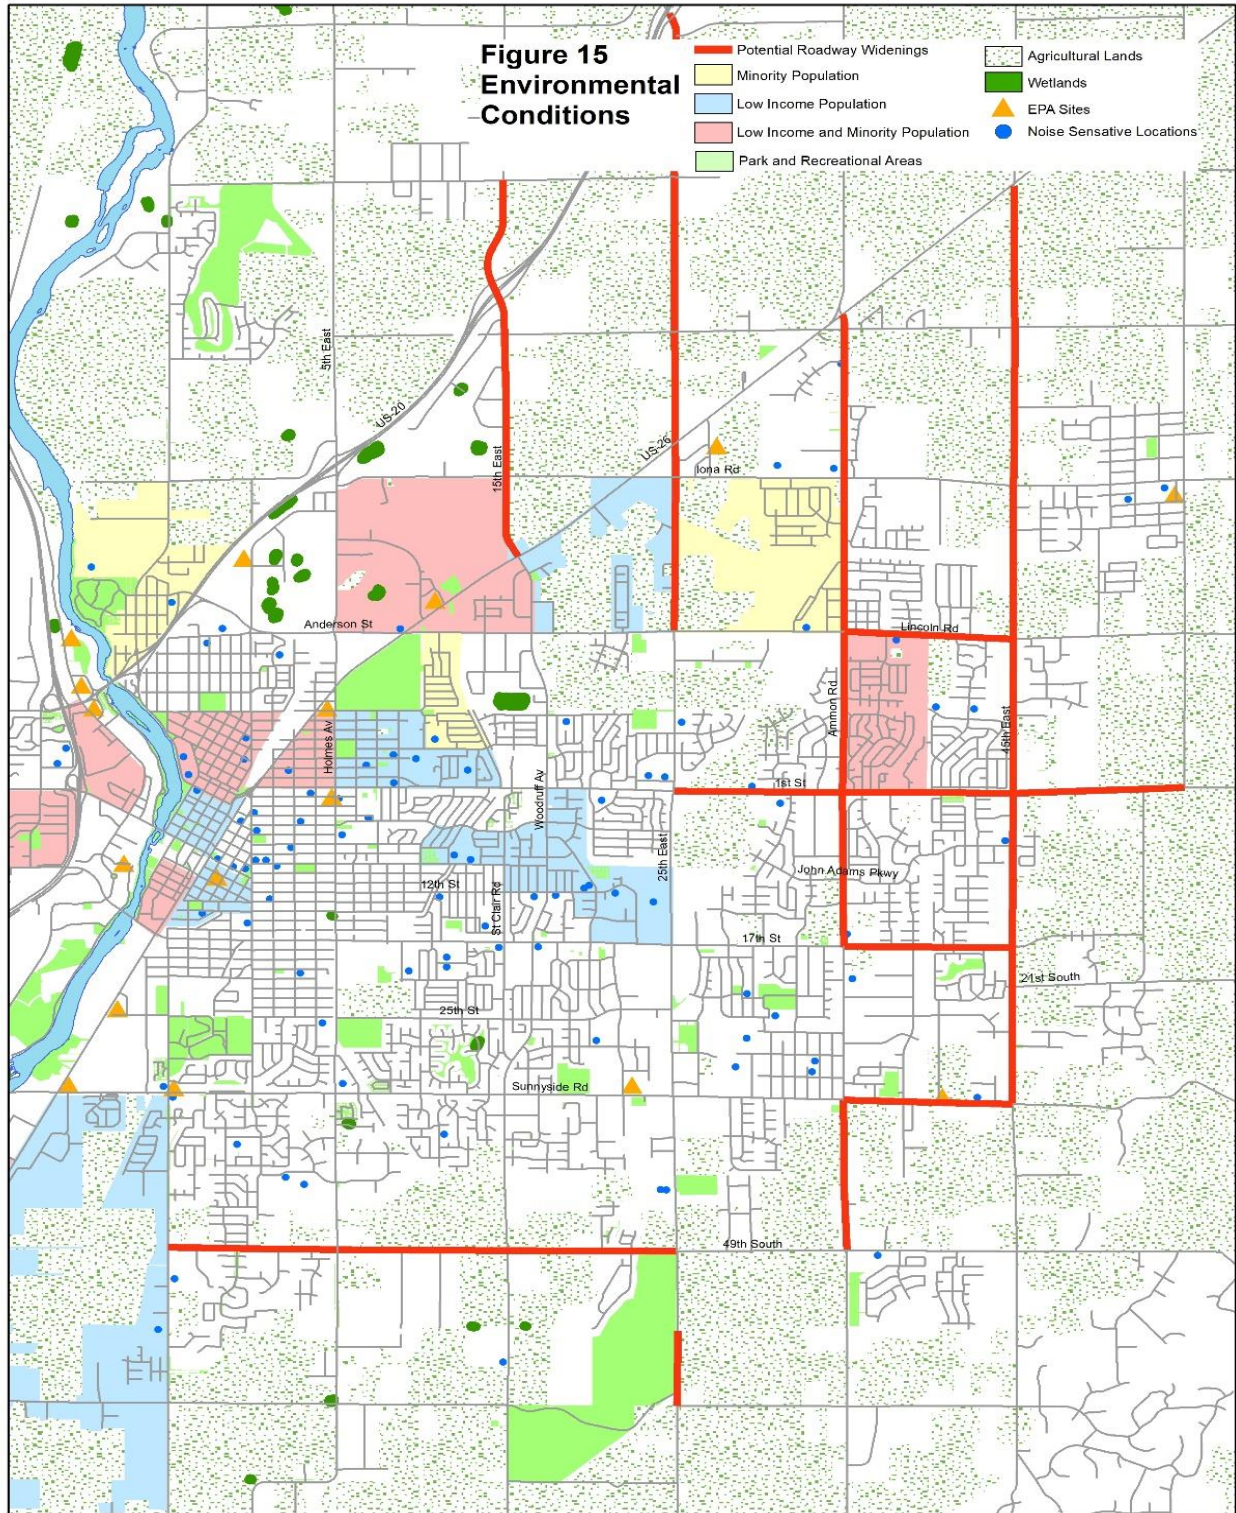 Figure 15
Environmental
Conditions
Potential Roadway Widenings
Minority Population
Low Income Population
Low Income and Minority Population
Park and Recreational Areas
Agricultural Lands
Wetlands
EPA Sites
Noise Sensative Locations
5th East
US-20
15th East
US-26
Iona Rd
Anderson St
Lincoln Rd
Ammon Rd
45th East
Holmes Av
Woodruff Av
1st St
25th East
John Adams Pkwy
12th St
St Clair Rd
17th St
21st South
25th St
Sunnyside Rd
49th South